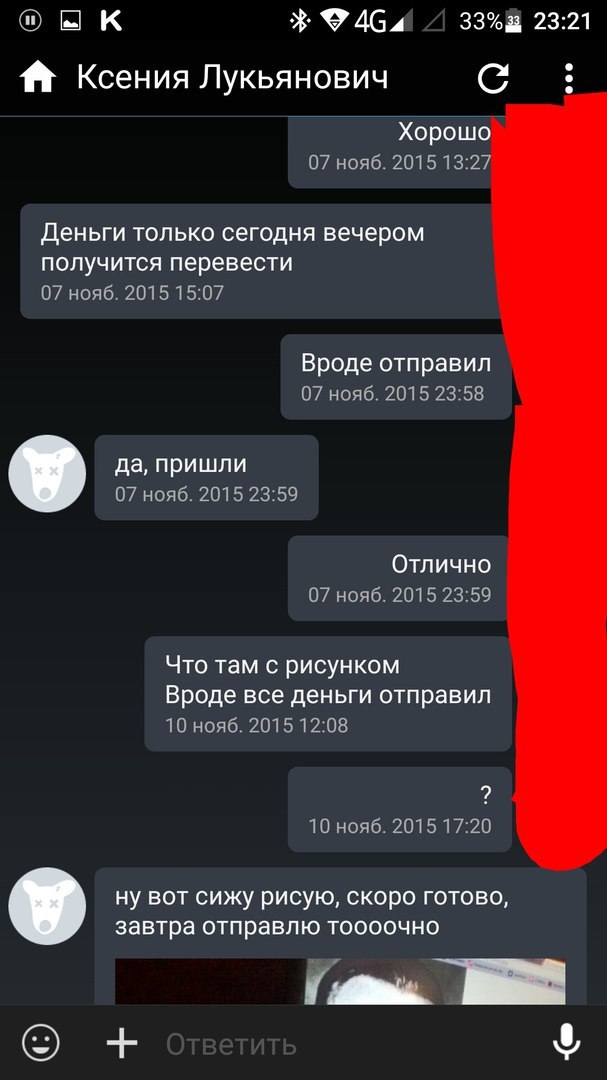 4G 33% 33 23:21
Ксения Лукьянович
Хорошо
07 нояб. 2015 13:27
Деньги только сегодня вечером
получится перевести
07 нояб. 2015 15:07
Вроде отправил
07 нояб. 2015 23:58
да, пришли
07 нояб. 2015 23:59
Отлично
07 нояб. 2015 23:59
Что там с рисунком
Вроде все деньги отправил
10 нояб. 2015 12:08
?
10 нояб. 2015 17:20
ну вот сижу рисую, скоро готово,
завтра отправлю тоооочно
Ответить